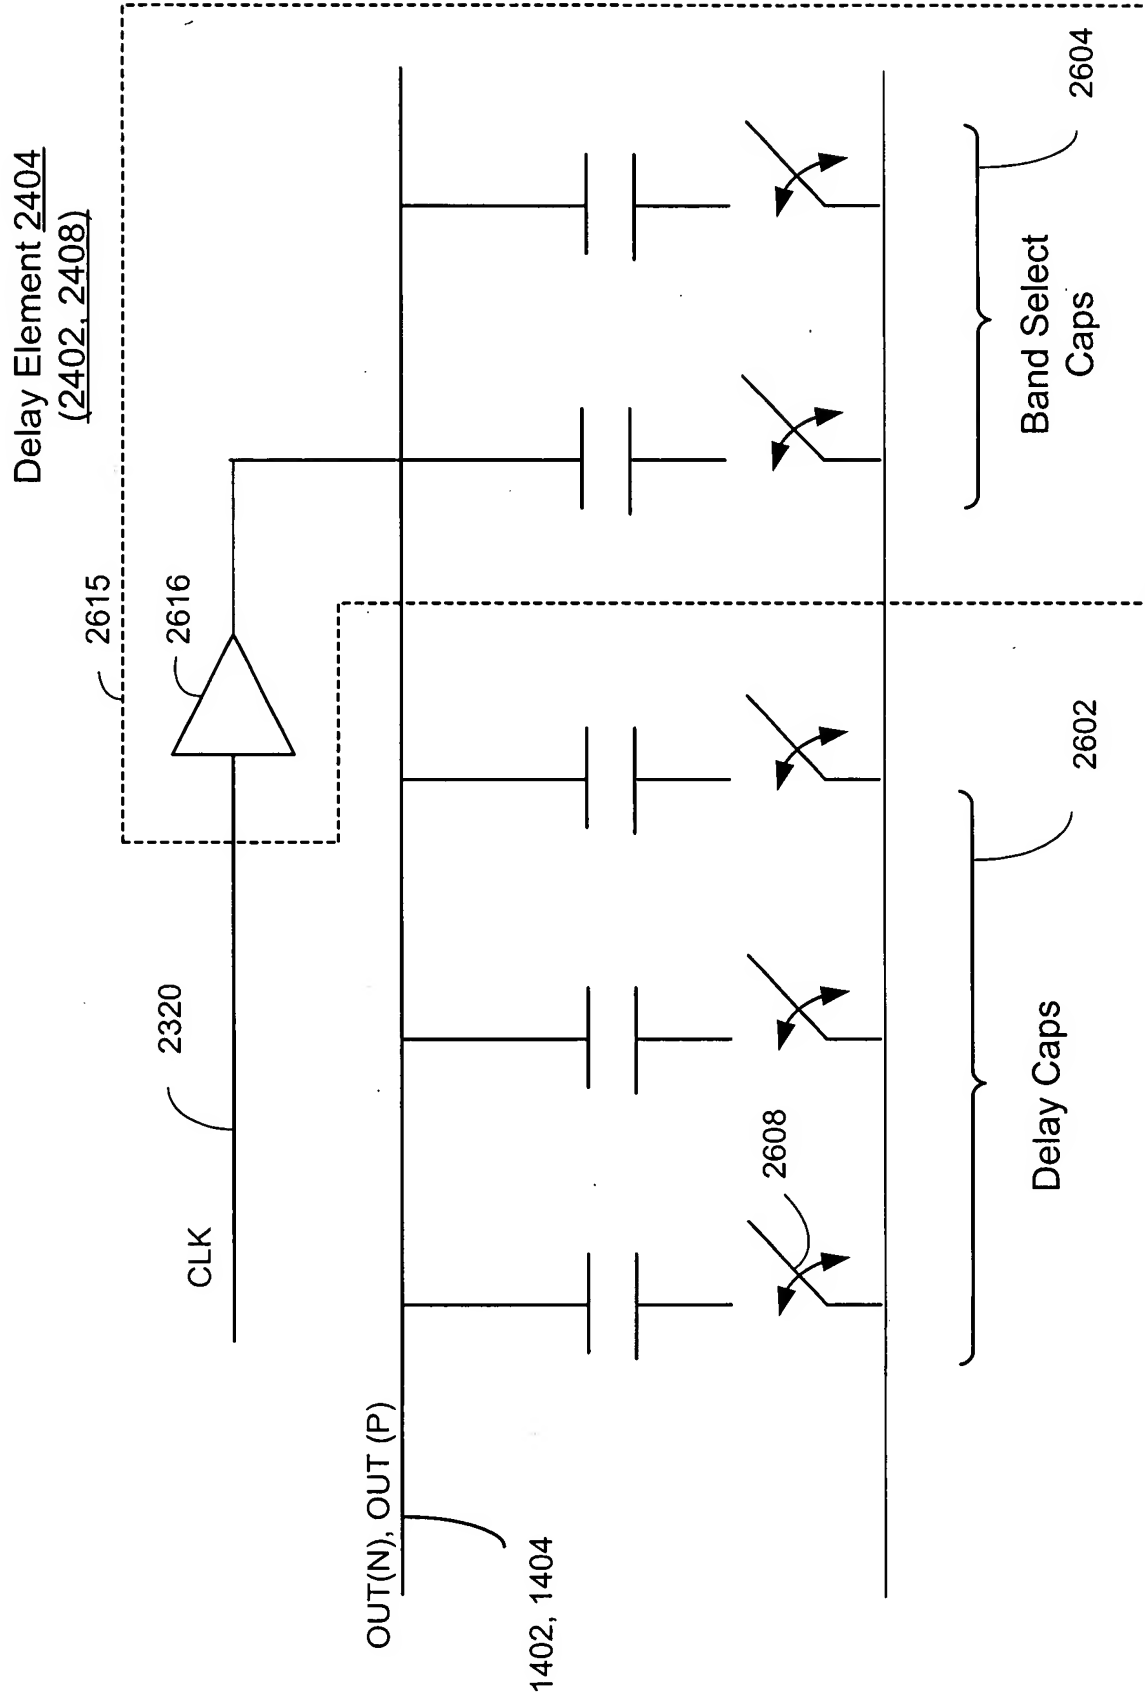 Delay Element 2404
(2402, 2408)
2615
2616
2320
CLK
OUT(N), OUT (P)
1402, 1404
2608
2602
2604
Delay Caps
Band Select
Caps